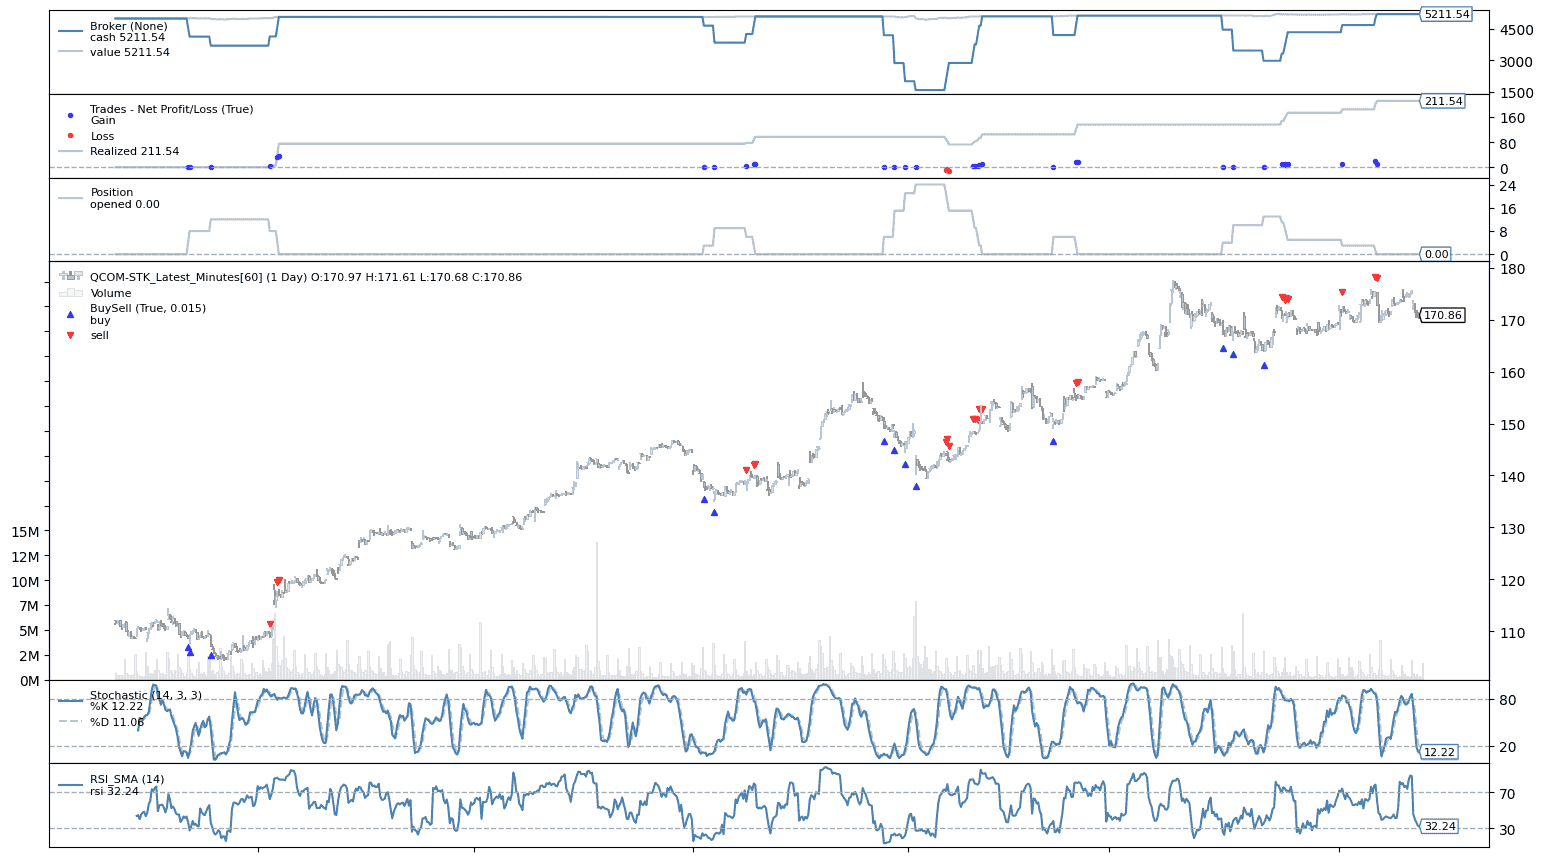 Broker (None)
cash 5211.54
value 5211.54
5211.54
4500
3000
1500
Trades - Net Profit/Loss (True)
Gain
Loss
Realized 211.54
211.54
160
80
0
Position
opened 0.00
24
16
8
0
0.00
QCOM-STK_Latest_Minutes[60] (1 Day) O:170.97 H:171.61 L:170.68 C:170.86
Volume
BuySell (True, 0.015)
buy
sell
180
170
170.86
160
150
140
130
120
110
15M
12M
10M
7M
5M
2M
0M
Stochastic (14, 3, 3)
%K 12.22
%D 11.06
80
20
12.22
RSI_SMA (14)
rsi 32.24
70
30
32.24